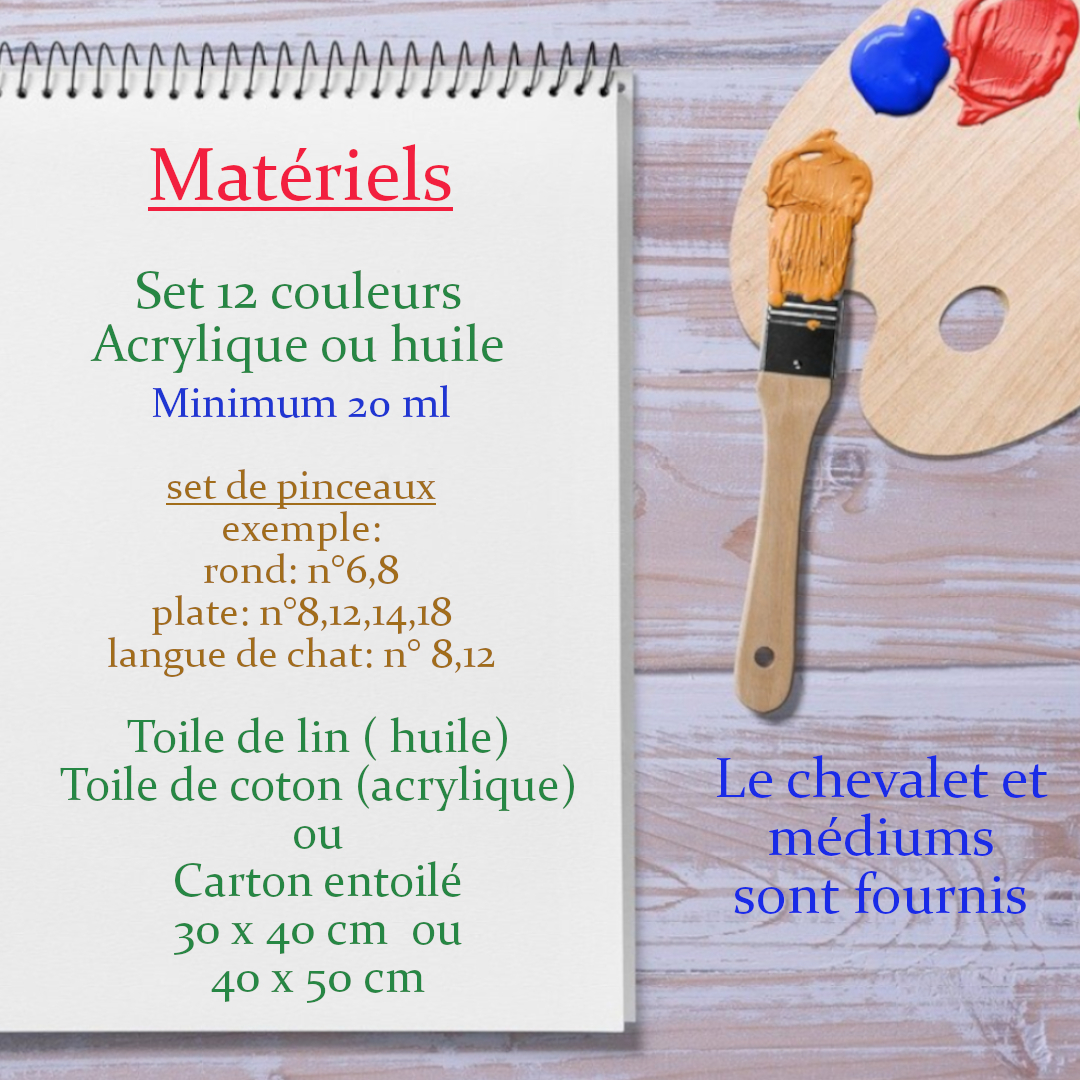 Matériels
Set 12 couleurs
Acrylique ou huile
Minimum 20 ml
set de pinceaux
exemple:
rond: n°6,8
plate: n°8,12,14,18
langue de chat: n° 8,12
Toile de lin ( huile)
Toile de coton (acrylique)
ou
Carton entoilé
30 x 40 cm ou
40 x 50 cm
Le chevalet et
médiums
sont fournis